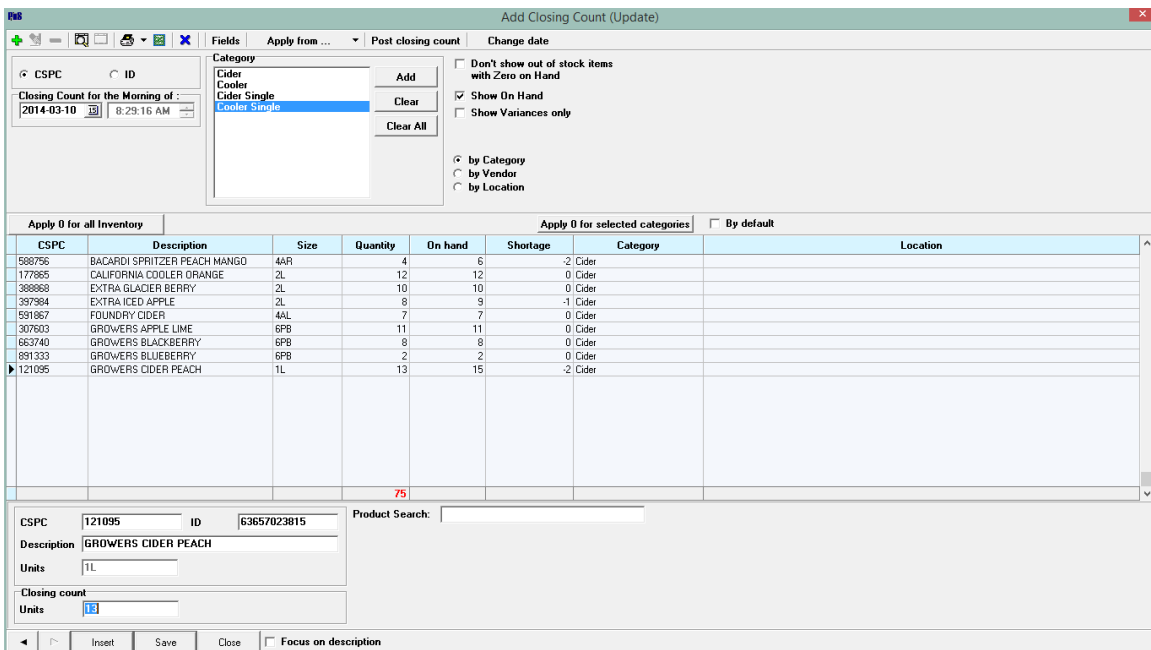 PinS
Add Closing Count (Update)
Fields Apply from ... Post closing count Change date
CSPC ID
Closing Count for the Morning of :
2014-03-10 15 8:29:16 AM
Category
Cider
Cooler
Cider Single
Cooler Single
Add
Clear
Clear All
Don't show out of stock items
with Zero on Hand
Show On Hand
Show Variances only
by Category
by Vendor
by Location
Apply 0 for all Inventory Apply 0 for selected categories By default
CSPC Description Size Quantity On hand Shortage Category Location
588756 BACARDI SPRITZER PEACH MANGO 4AR 4 6 -2 Cider
177865 CALIFORNIA COOLER ORANGE 2L 12 12 0 Cider
388868 EXTRA GLACIER BERRY 2L 10 10 0 Cider
397984 EXTRA ICED APPLE 2L 8 9 -1 Cider
591867 FOUNDRY CIDER 4AL 7 7 0 Cider
307603 GROWERS APPLE LIME 6PB 11 11 0 Cider
663740 GROWERS BLACKBERRY 6PB 8 8 0 Cider
891333 GROWERS BLUEBERRY 6PB 2 2 0 Cider
121095 GROWERS CIDER PEACH 1L 13 15 -2 Cider
75
CSPC 121095 ID 63657023815
Description GROWERS CIDER PEACH
Units 1L
Product Search:
Closing count
Units 13
Insert Save Close Focus on description